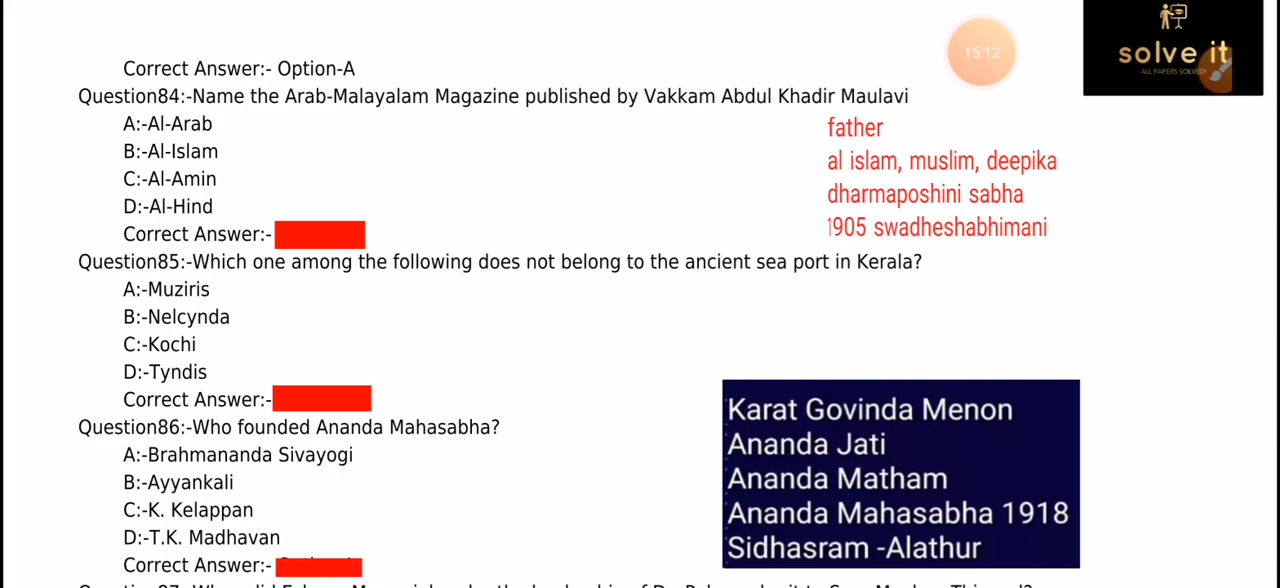 solve it
ALL PAPERS SOLVED!
15:12
Correct Answer:- Option-A
Question84:-Name the Arab-Malayalam Magazine published by Vakkam Abdul Khadir Maulavi
A:-Al-Arab
B:-Al-Islam
C:-Al-Amin
D:-Al-Hind
Correct Answer:-
father
al islam, muslim, deepika
dharmaposhini sabha
1905 swadheshabhimani
Question85:-Which one among the following does not belong to the ancient sea port in Kerala?
A:-Muziris
B:-Nelcynda
C:-Kochi
D:-Tyndis
Correct Answer:-
Question86:-Who founded Ananda Mahasabha?
A:-Brahmananda Sivayogi
B:-Ayyankali
C:-K. Kelappan
D:-T.K. Madhavan
Correct Answer:-
Karat Govinda Menon
Ananda Jati
Ananda Matham
Ananda Mahasabha 1918
Sidhasram -Alathur